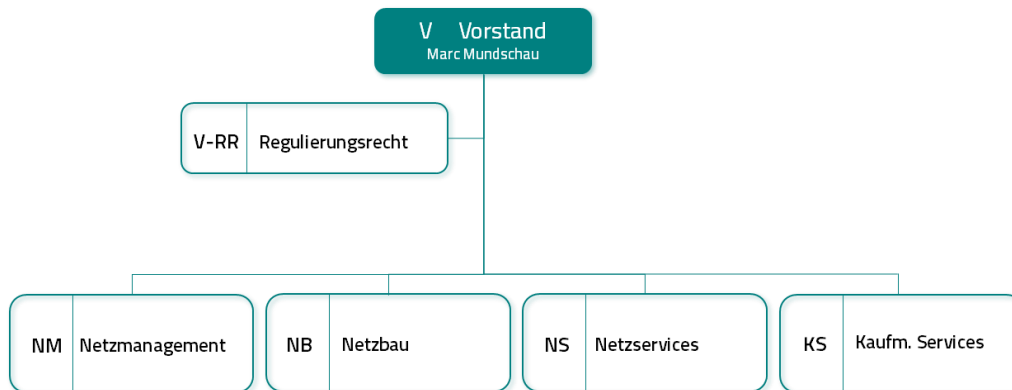 V Vorstand
Marc Mundschau
V-RR Regulierungsrecht
NM Netzmanagement
NB Netzbau
NS Netzservices
KS Kaufm. Services